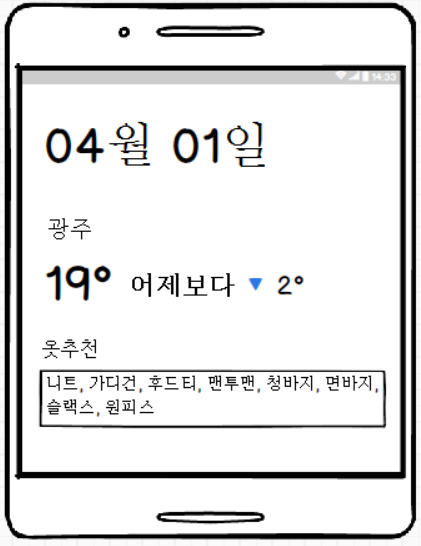 14:33
04월 01일
광주
19° 어제보다 ▼ 2°
옷추천
니트, 가디건, 후드티, 맨투맨, 청바지, 면바지,
슬랙스, 원피스